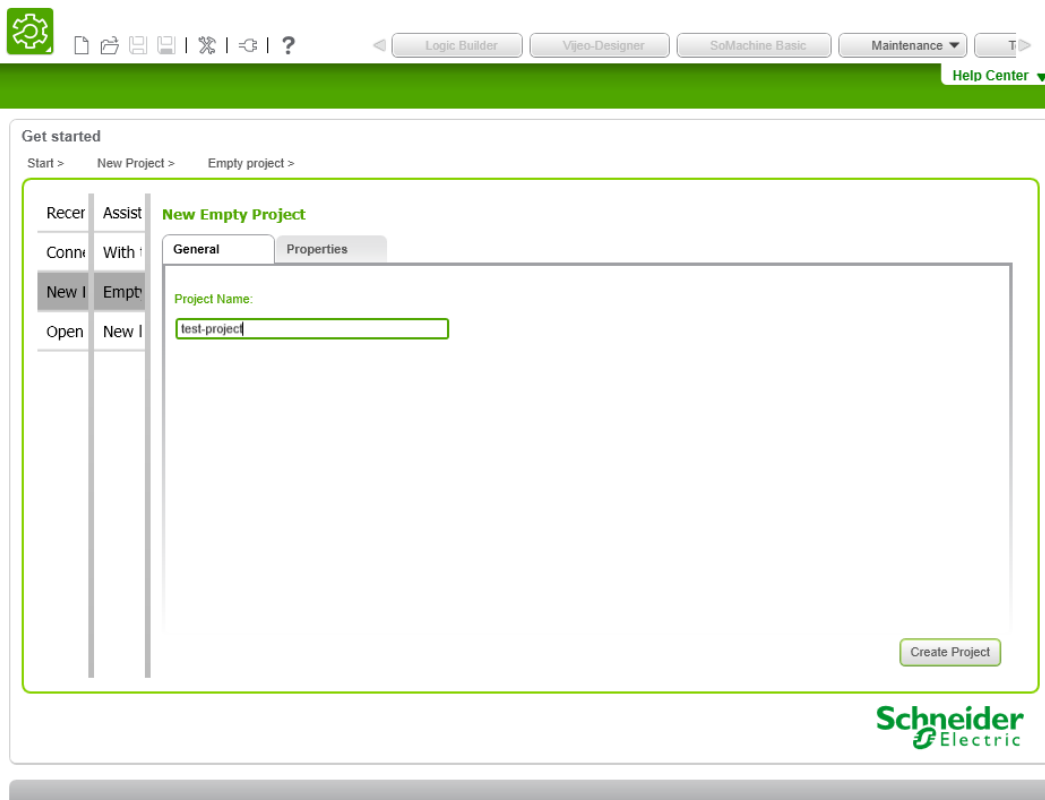 ?
Logic Builder
Vijeo-Designer
SoMachine Basic
Maintenance
Help Center
Get started
Start >
New Project >
Empty project >
Recer
Assist
New Empty Project
Conn
With
General
Properties
New
Empt
Project Name:
Open
New
test-project
Create Project
Schneider
Electric